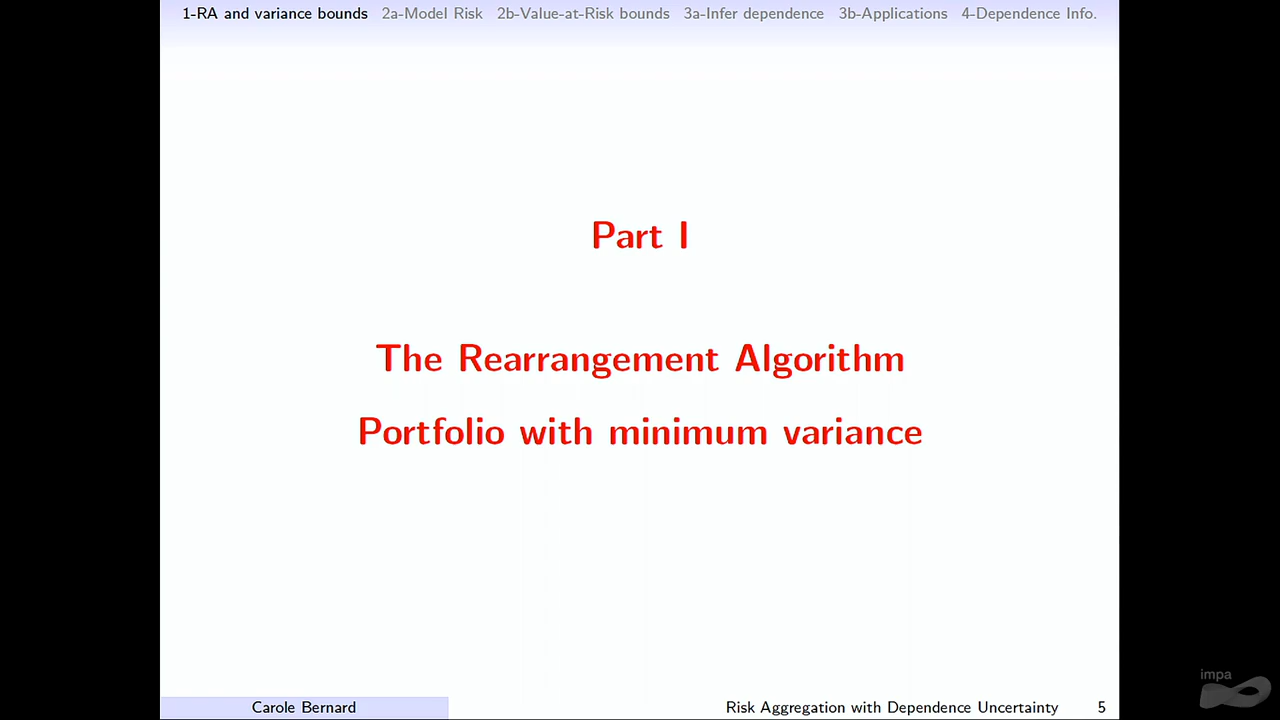 1-RA and variance bounds 2a-Model Risk 2b-Value-at-Risk bounds 3a-Infer dependence 3b-Applications 4-Dependence Info.
Part I
The Rearrangement Algorithm
Portfolio with minimum variance
Carole Bernard Risk Aggregation with Dependence Uncertainty 5
impa